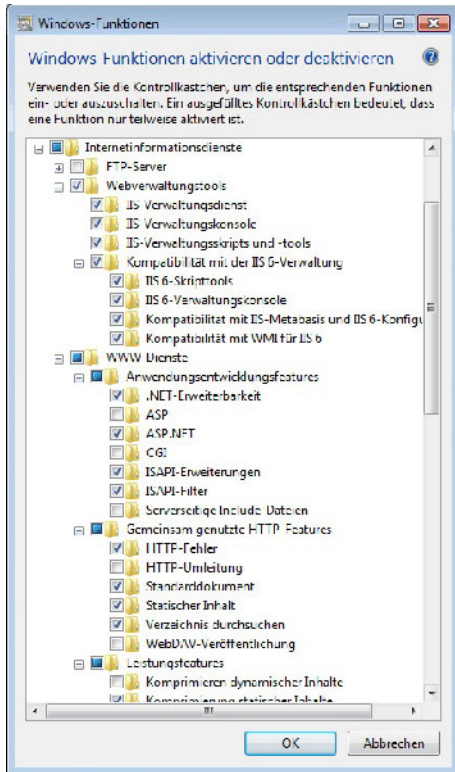 Windows-Funktionen
Windows-Funktionen aktivieren oder deaktivieren
Verwenden Sie die Kontrollkästchen, um die entsprechenden Funktionen
ein- oder auszuschalten. Ein ausgefülltes Kontrollkästchen bedeutet, dass
eine Funktion nur teilweise aktiviert ist.
Internetinformationsdienste
FTP-Server
Webverwaltungstools
IIS-Verwaltungsdienst
IIS-Verwaltungskonsole
IIS-Verwaltungsskripts und -tools
Kompatibilität mit der IIS 6-Verwaltung
IIS 6-Skripttools
IIS 6-Verwaltungskonsole
Kompatibilität mit IIS-Metabasis und IIS 6-Konfigu
Kompatibilität mit WMI für IIS 6
WWW-Dienste
Anwendungsentwicklungsfeatures
.NET-Erweiterbarkeit
ASP
ASP.NET
CGI
ISAPI-Erweiterungen
ISAPI-Filter
Serverseitige Include-Dateien
Gemeinsam genutzte HTTP-Features
HTTP-Fehler
HTTP-Umleitung
Standarddokument
Statischer Inhalt
Verzeichnis durchsuchen
WebDAV-Veröffentlichung
Leistungsfeatures
Komprimieren dynamischer Inhalte
Komprimierung statischer Inhalte
OK
Abbrechen